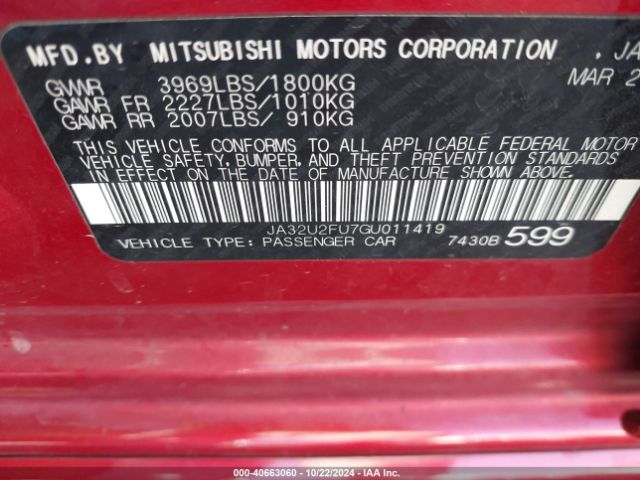 MFD.BY MITSUBISHI MOTORS CORPORATION , JA
MAR 2
GVWR 3969LBS/1800KG
GAWR FR 2227LBS/1010KG
GAWR RR 2007LBS/ 910KG
THIS VEHICLE CONFORMS TO ALL APPLICABLE FEDERAL MOTOR
VEHICLE SAFETY, BUMPER, AND THEFT PREVENTION STANDARDS
IN EFFECT ON THE DATE OF MANUFACTURE SHOWN ABOVE.
JA32U2FU7GU011419
VEHICLE TYPE: PASSENGER CAR 7430B 599
000-40663060 - 10/22/2024 - IAA Inc.